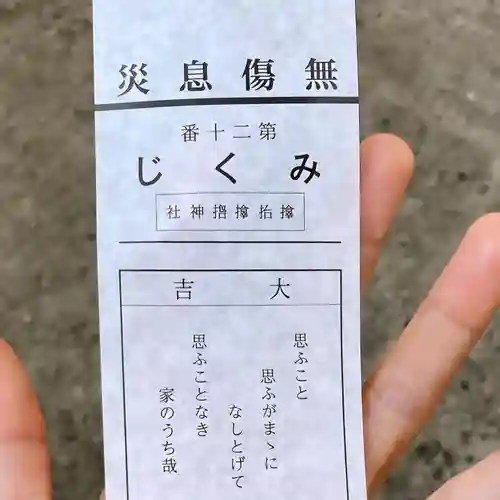 無傷息災
第二十番
みくじ
神社
大吉
思ふこと
思ふがまゝに
なしとげて
思ふことなき
家のうち哉